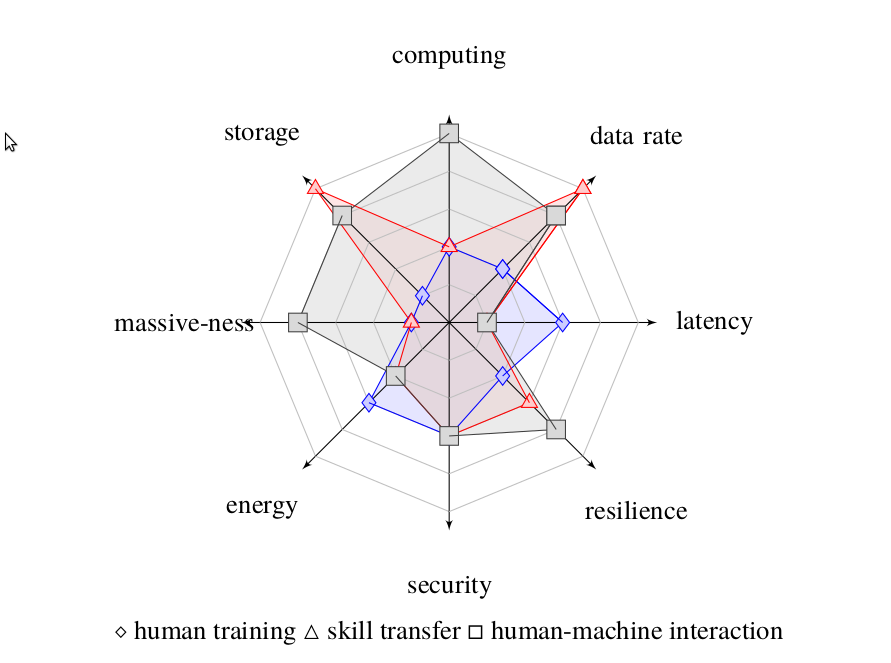 computing
storage
data rate
massive-ness
latency
energy
resilience
security
◇ human training △ skill transfer □ human-machine interaction